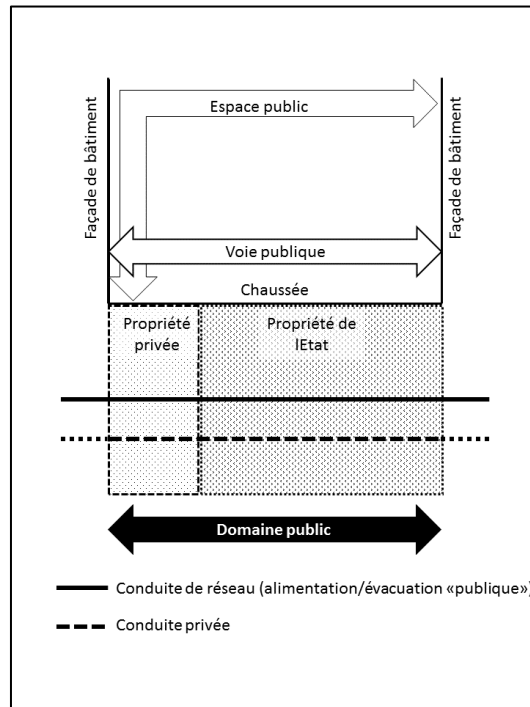 Façade de bâtiment
Espace public
Façade de bâtiment
Voie publique
Chaussée
Propriété
privée
Propriété de
lEtat
Domaine public
Conduite de réseau (alimentation/évacuation «publique»)
Conduite privée